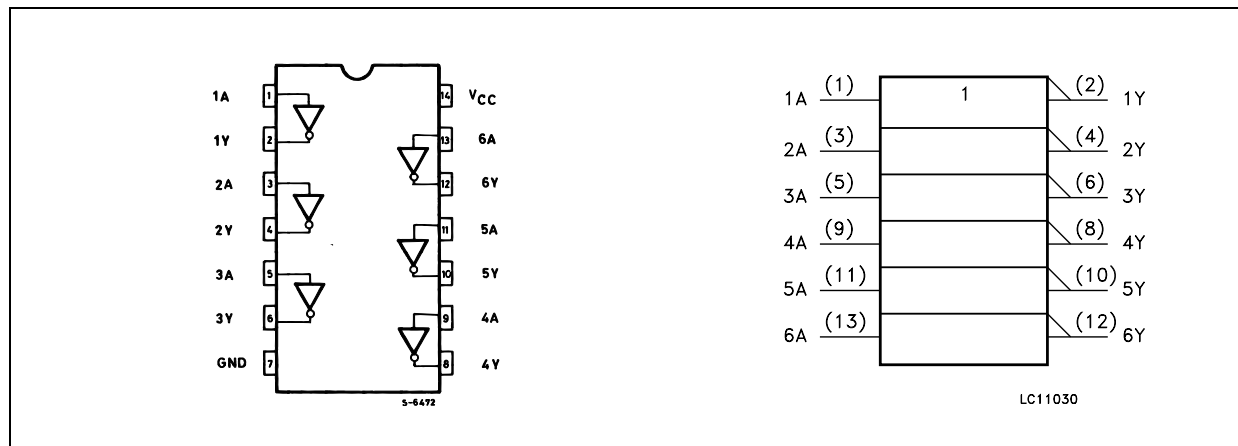 1A 1 14 VCC
1Y 2 13 6A
2A 3 12 6Y
2Y 4 11 5A
3A 5 10 5Y
3Y 6 9 4A
GND 7 8 4Y
S-6472
1A (1) 1 (2) 1Y
2A (3) (4) 2Y
3A (5) (6) 3Y
4A (9) (8) 4Y
5A (11) (10) 5Y
6A (13) (12) 6Y
LC11030